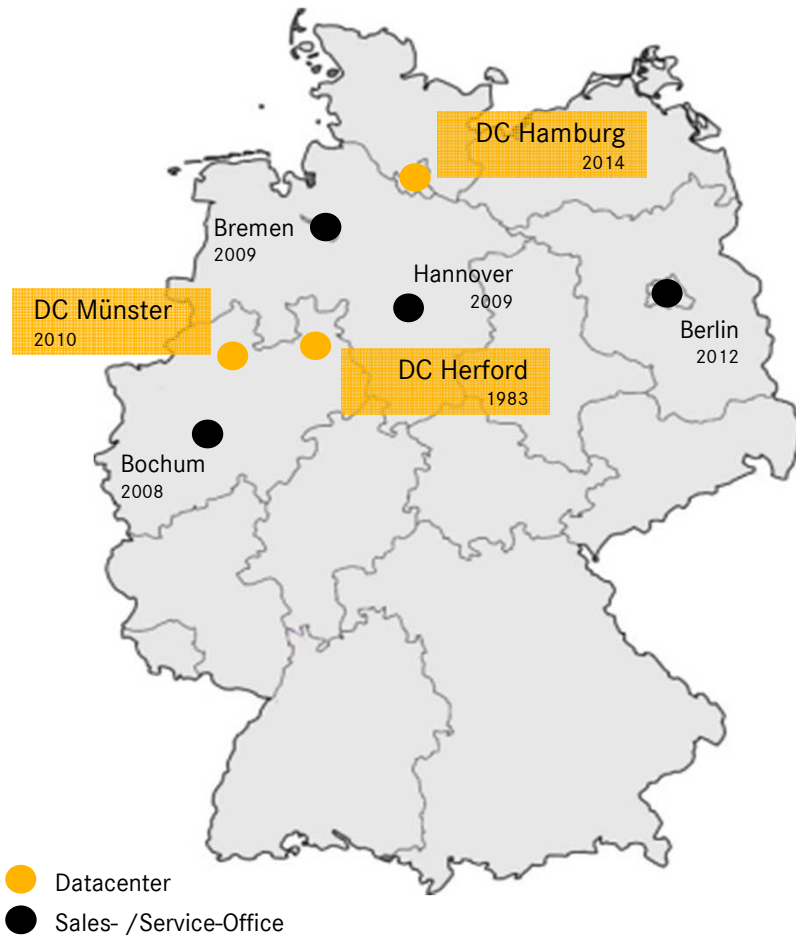 DC Hamburg
2014
Bremen
2009
Hannover
2009
DC Münster
2010
Berlin
2012
DC Herford
1983
Bochum
2008
Datacenter
Sales- /Service-Office